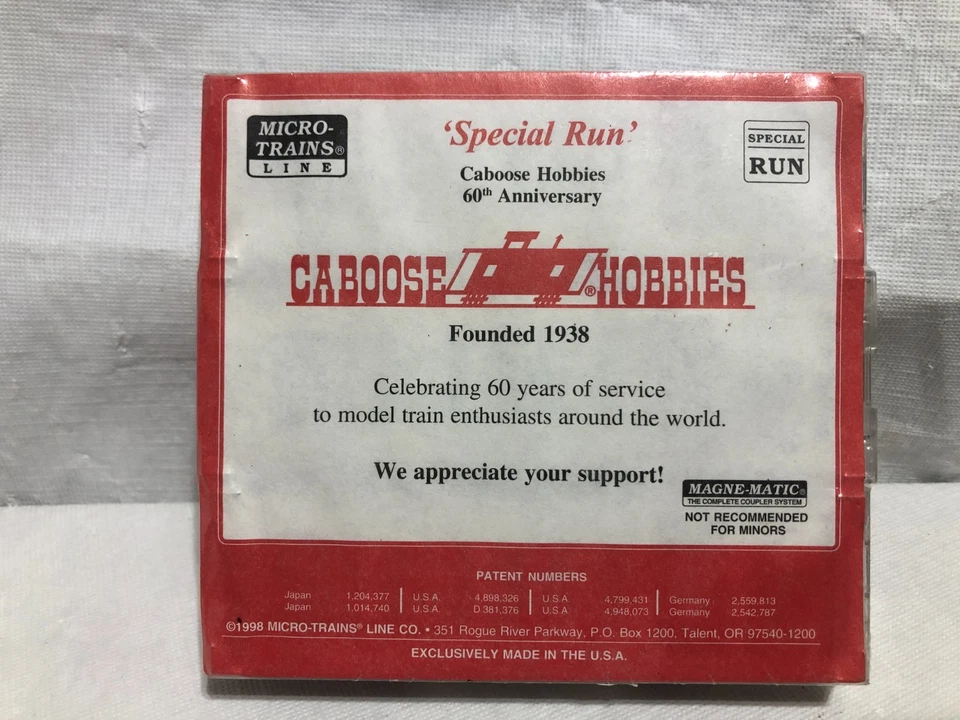 MICRO-
TRAINS®
LINE
‘Special Run’
SPECIAL
RUN
Caboose Hobbies
60th Anniversary
CABOOSE ® HOBBIES
Founded 1938
Celebrating 60 years of service
to model train enthusiasts around the world.
We appreciate your support!
MAGNE-MATIC®
THE COMPLETE COUPLER SYSTEM
NOT RECOMMENDED
FOR MINORS
PATENT NUMBERS
Japan 1,204,377 U.S.A. 4,898,326 U.S.A. 4,799,431 Germany 2,559,813
Japan 1,014,740 U.S.A. D 381,376 U.S.A. 4,948,073 Germany 2,542,787
©1998 MICRO-TRAINS® LINE CO. • 351 Rogue River Parkway, P.O. Box 1200, Talent, OR 97540-1200
EXCLUSIVELY MADE IN THE U.S.A.